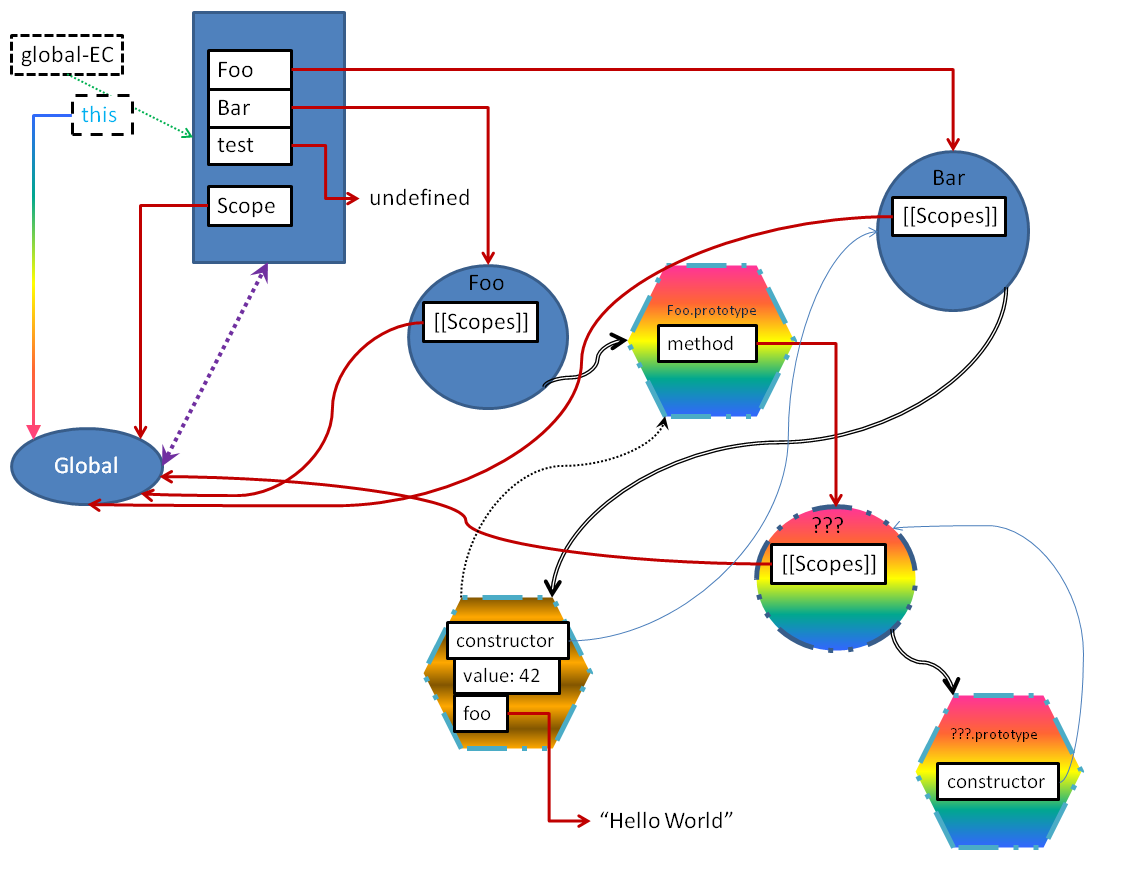 global-EC
this
Foo
Bar
test
Scope
undefined
Bar
[[Scopes]]
Foo
[[Scopes]]
Foo.prototype
method
Global
???
[[Scopes]]
constructor
value: 42
foo
???.prototype
constructor
“Hello World”